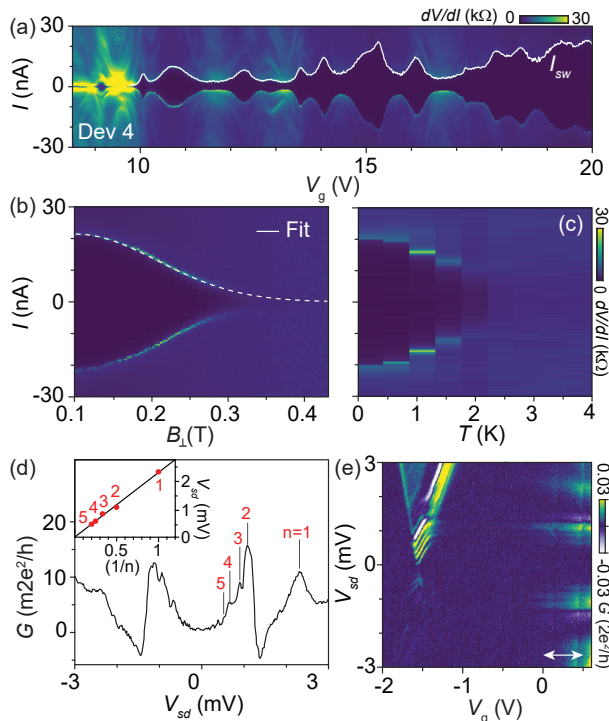 (a)
dV/dI (kΩ) 0 30
30
0
-30
I (nA)
Dev 4
I_sw
10 15 20
V_g (V)
(b)
30
0
-30
I (nA)
Fit
0.1 0.2 0.3 0.4
B⊥(T)
(c)
0 1 2 3 4
T (K)
30
0
dV/dI (kΩ)
(d)
20
10
0
G (m2e²/h)
-3 0 3
V_sd (mV)
5 4 3 2 1
0.5 1
(1/n)
0 1 2
V_sd (mV)
5 4 3 2 n=1
(e)
3
0
-3
V_sd (mV)
-2 -1 0
V_g (V)
0.03
-0.03
G (2e²/h)